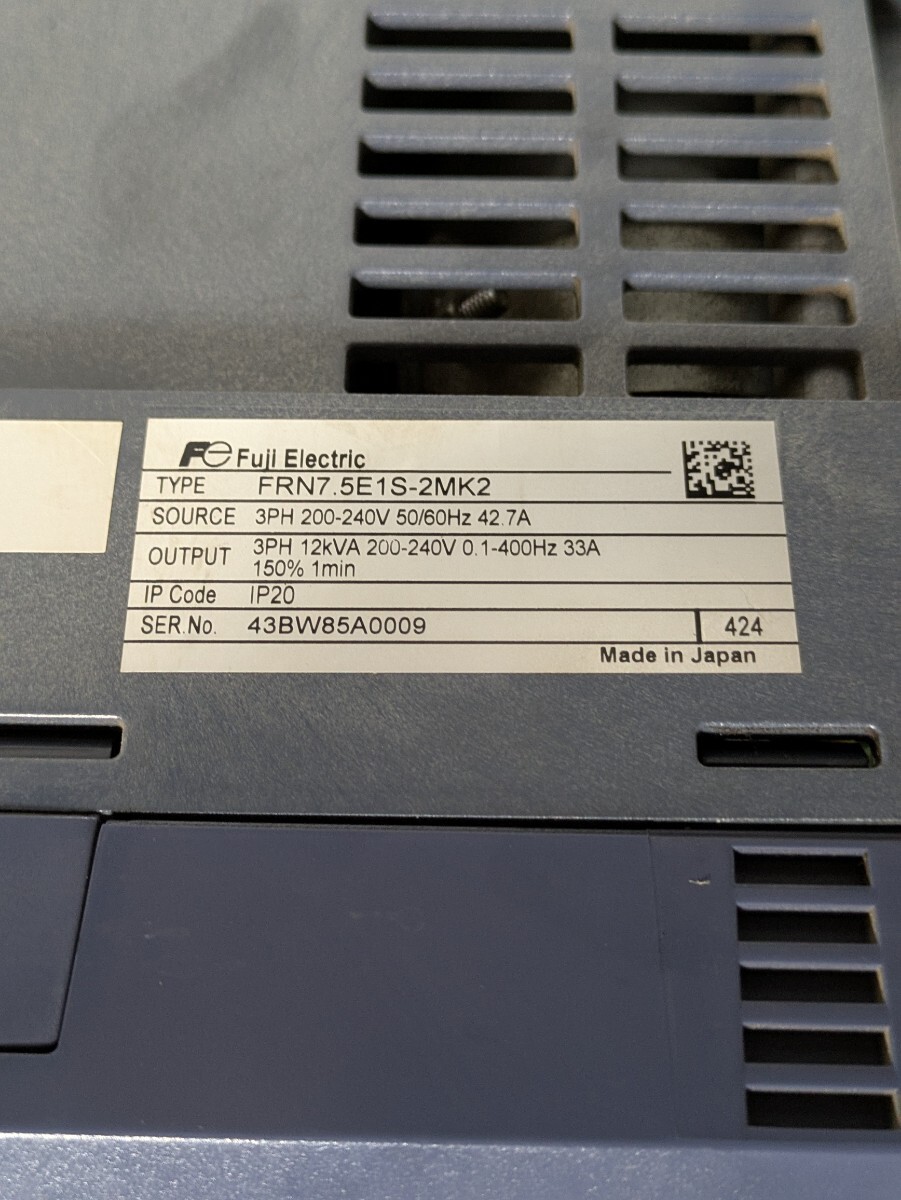 Fe Fuji Electric
TYPE FRN7.5E1S-2MK2
SOURCE 3PH 200-240V 50/60Hz 42.7A
OUTPUT 3PH 12kVA 200-240V 0.1-400Hz 33A
150% 1min
IP Code IP20
SER.No. 43BW85A0009 424
Made in Japan